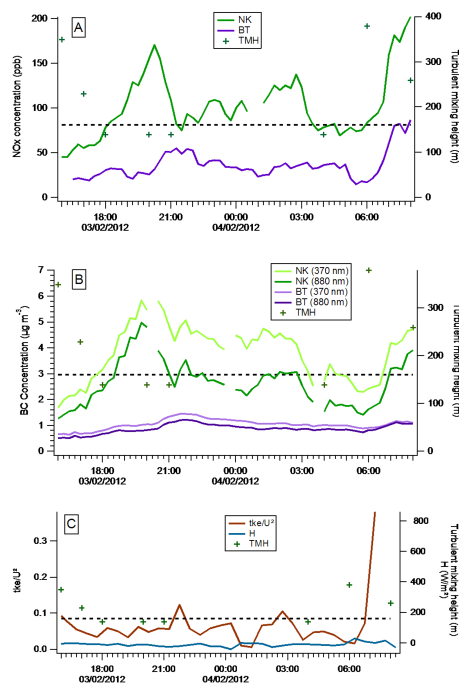 A
NK
BT
TMH
NOx concentration (ppb)
200
150
100
50
0
Turbulent mixing height (m)
400
300
200
100
0
18:00
03/02/2012
21:00
00:00
04/02/2012
03:00
06:00
B
NK (370 nm)
NK (880 nm)
BT (370 nm)
BT (880 nm)
TMH
BC Concentration (µg m-3)
7
6
5
4
3
2
1
0
Turbulent mixing height (m)
300
200
100
0
18:00
03/02/2012
21:00
00:00
04/02/2012
03:00
06:00
C
tke/U²
H
TMH
tke/U²
0.3
0.2
0.1
0.0
Turbulent mixing height (m)
H (W/m²)
800
600
400
200
0
18:00
03/02/2012
21:00
00:00
04/02/2012
03:00
06:00